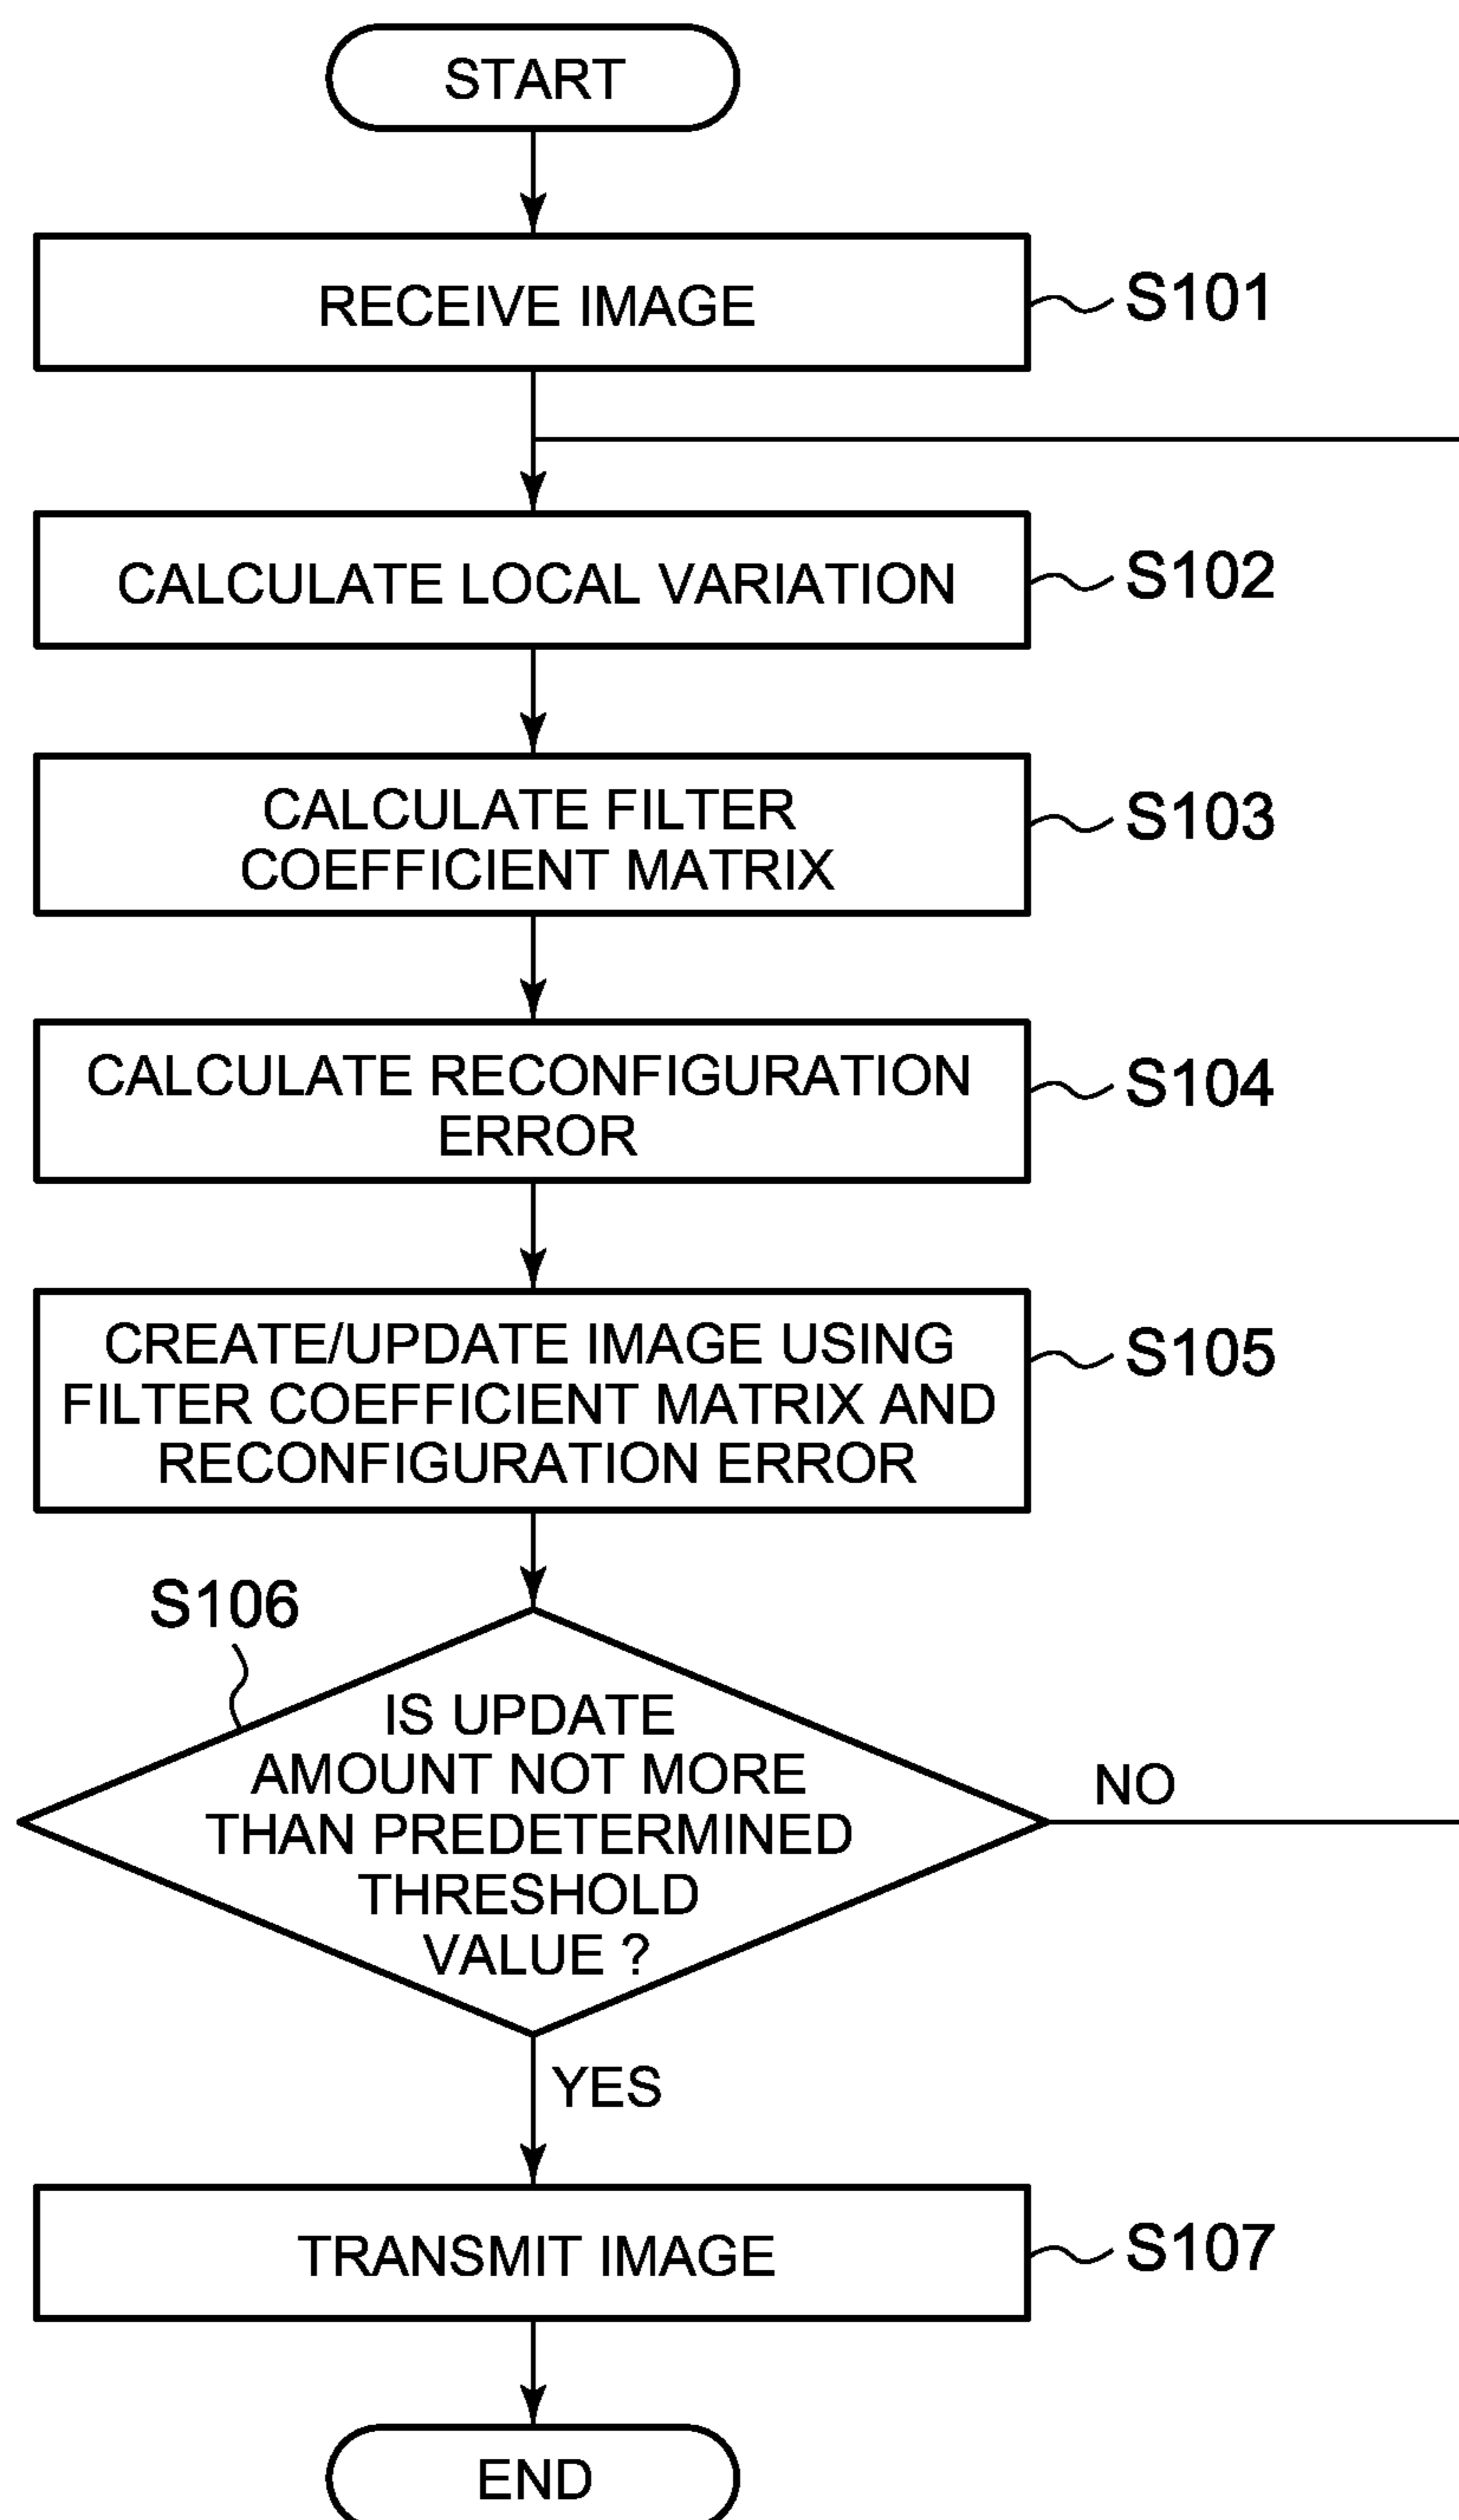 START
RECEIVE IMAGE
S101
CALCULATE LOCAL VARIATION
S102
CALCULATE FILTER
COEFFICIENT MATRIX
S103
CALCULATE RECONFIGURATION
ERROR
S104
CREATE/UPDATE IMAGE USING
FILTER COEFFICIENT MATRIX AND
RECONFIGURATION ERROR
S105
S106
IS UPDATE
AMOUNT NOT MORE
THAN PREDETERMINED
THRESHOLD
VALUE ?
NO
YES
TRANSMIT IMAGE
S107
END